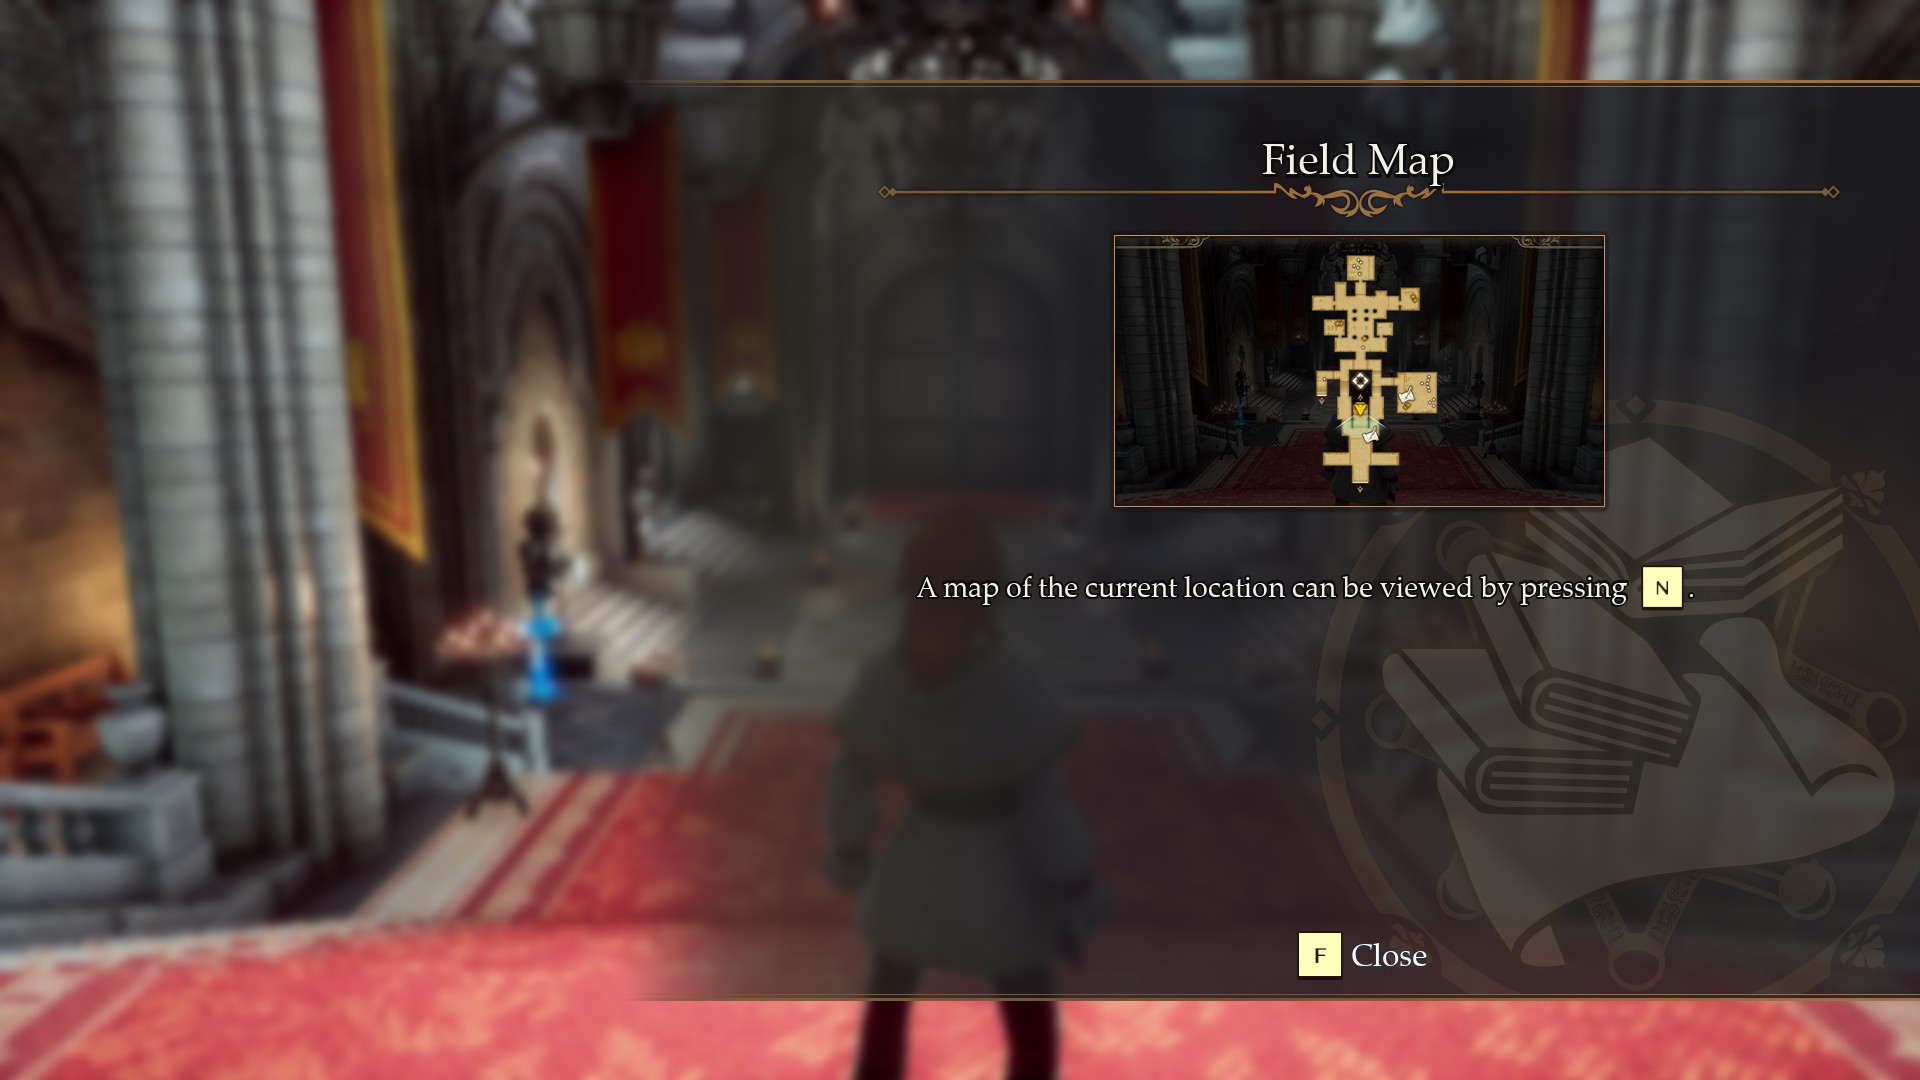 Field Map
A map of the current location can be viewed by pressing N .
F Close